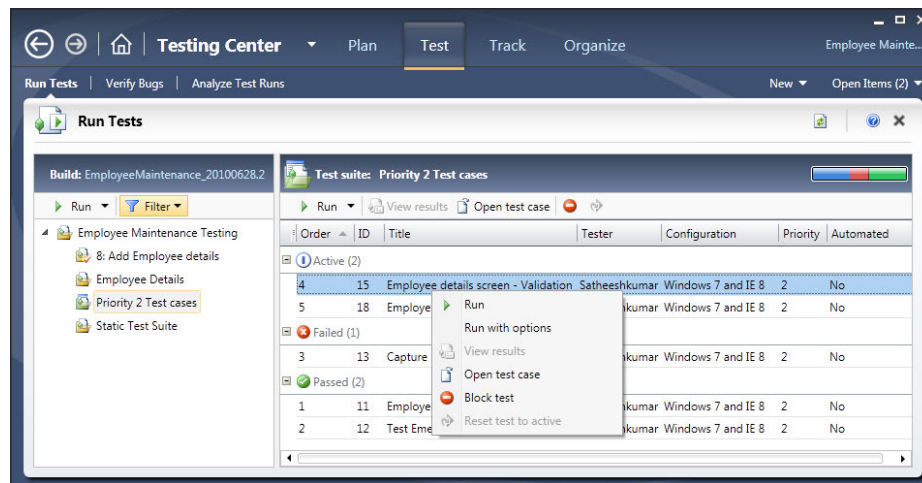 Testing Center Plan Test Track Organize Employee Mainte...
Run Tests | Verify Bugs | Analyze Test Runs New Open Items (2)
Run Tests
Build: EmployeeMaintenance_20100628.2
Run Filter
Employee Maintenance Testing
8: Add Employee details
Employee Details
Priority 2 Test cases
Static Test Suite
Test suite: Priority 2 Test cases
Run View results Open test case
Order ID Title Tester Configuration Priority Automated
Active (2)
4 15 Employee details screen - Validation Satheeshkumar Windows 7 and IE 8 2 No
5 18 Employe kumar Windows 7 and IE 8 2 No
Failed (1)
3 13 Capture kumar Windows 7 and IE 8 2 No
Passed (2)
1 11 Employe kumar Windows 7 and IE 8 2 No
2 12 Test Eme kumar Windows 7 and IE 8 2 No
Run
Run with options
View results
Open test case
Block test
Reset test to active